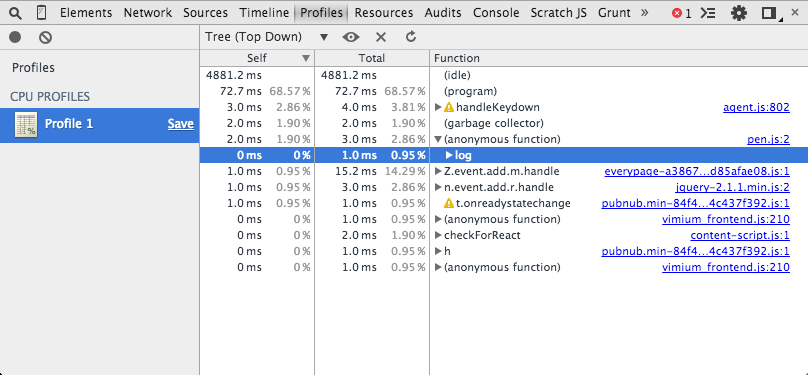 Elements Network Sources Timeline Profiles Resources Audits Console Scratch JS Grunt » 1
Tree (Top Down)
Profiles
CPU PROFILES
Profile 1 Save
Self Total Function
4881.2 ms 4881.2 ms (idle)
72.7 ms 68.57% 72.7 ms 68.57% (program)
3.0 ms 2.86% 4.0 ms 3.81% handleKeydown agent.js:802
2.0 ms 1.90% 2.0 ms 1.90% (garbage collector)
2.0 ms 1.90% 3.0 ms 2.86% (anonymous function) pen.js:2
0 ms 0% 1.0 ms 0.95% log
1.0 ms 0.95% 15.2 ms 14.29% Z.event.add.m.handle everypage-a3867…d85afae08.js:1
1.0 ms 0.95% 3.0 ms 2.86% n.event.add.r.handle jquery-2.1.1.min.js:2
1.0 ms 0.95% 1.0 ms 0.95% t.onreadystatechange pubnub.min-84f4…4c437f392.js:1
0 ms 0% 1.0 ms 0.95% (anonymous function) vimium_frontend.js:210
0 ms 0% 2.0 ms 1.90% checkForReact content-script.js:1
0 ms 0% 1.0 ms 0.95% h pubnub.min-84f4…4c437f392.js:1
0 ms 0% 1.0 ms 0.95% (anonymous function) vimium_frontend.js:210